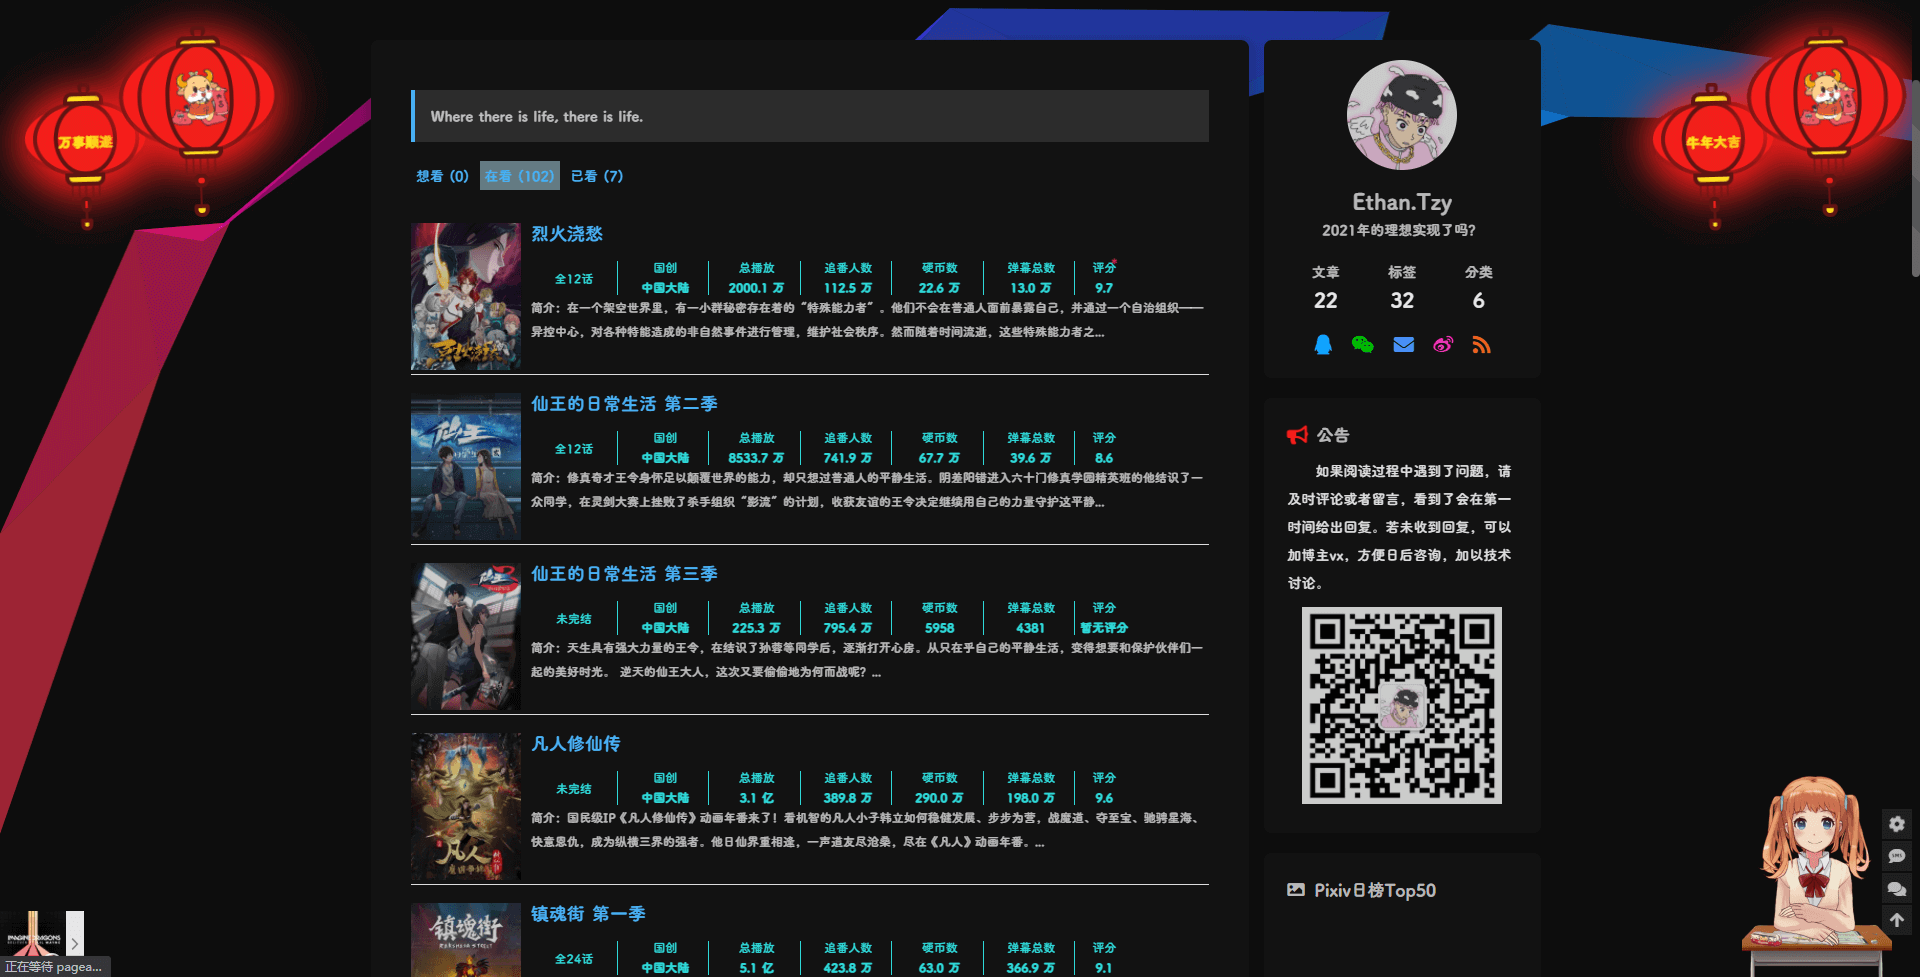 万事顺遂
牛年大吉
Where there is life, there is life.
想看 (0) 在看 (102) 已看 (7)
烈火浇愁
全12话 国创 总播放 追番人数 硬币数 弹幕总数 评分
中国大陆 2000.1 万 112.5 万 22.6 万 13.0 万 9.7
简介：在一个架空世界里，有一小群秘密存在着的“特殊能力者”。他们不会在普通人面前暴露自己，并通过一个自治组织——
异控中心，对各种特能造成的非自然事件进行管理，维护社会秩序。然而随着时间流逝，这些特殊能力者之...
仙王
仙王的日常生活 第二季
全12话 国创 总播放 追番人数 硬币数 弹幕总数 评分
中国大陆 8533.7 万 741.9 万 67.7 万 39.6 万 8.6
简介：修真奇才王令身怀足以颠覆世界的能力，却只想过普通人的平静生活。阴差阳错进入六十门修真学园精英班的他结识了一
众同学，在灵剑大赛上挫败了杀手组织“影流”的计划，收获友谊的王令决定继续用自己的力量守护这平静...
仙王
仙王的日常生活 第三季
未完结 国创 总播放 追番人数 硬币数 弹幕总数 评分
中国大陆 225.3 万 795.4 万 5958 4381 暂无评分
简介：天生具有强大力量的王令，在结识了孙蓉等同学后，逐渐打开心房。从只在乎自己的平静生活，变得想要和保护伙伴们一
起的美好时光。 逆天的仙王大人，这次又要偷偷地为何而战呢？...
凡人
凡人修仙传
未完结 国创 总播放 追番人数 硬币数 弹幕总数 评分
中国大陆 3.1 亿 389.8 万 290.0 万 198.0 万 9.6
简介：国民级IP《凡人修仙传》动画年番来了！看机智的凡人小子韩立如何稳健发展、步步为营，战魔道、夺至宝、驰骋星海、
快意恩仇，成为纵横三界的强者。他日仙界重相逢，一声道友尽沧桑，尽在《凡人》动画年番。...
镇魂街
镇魂街 第一季
全24话 国创 总播放 追番人数 硬币数 弹幕总数 评分
中国大陆 5.1 亿 423.8 万 63.0 万 366.9 万 9.1
Ethan.Tzy
2021年的理想实现了吗?
文章 标签 分类
22 32 6
公告
如果阅读过程中遇到了问题，请
及时评论或者留言，看到了会在第一
时间给出回复。若未收到回复，可以
加博主vx，方便日后咨询，加以技术
讨论。
Pixiv日榜Top50
SMS
IMAGINE DRAGONS
正在等待 pagea...